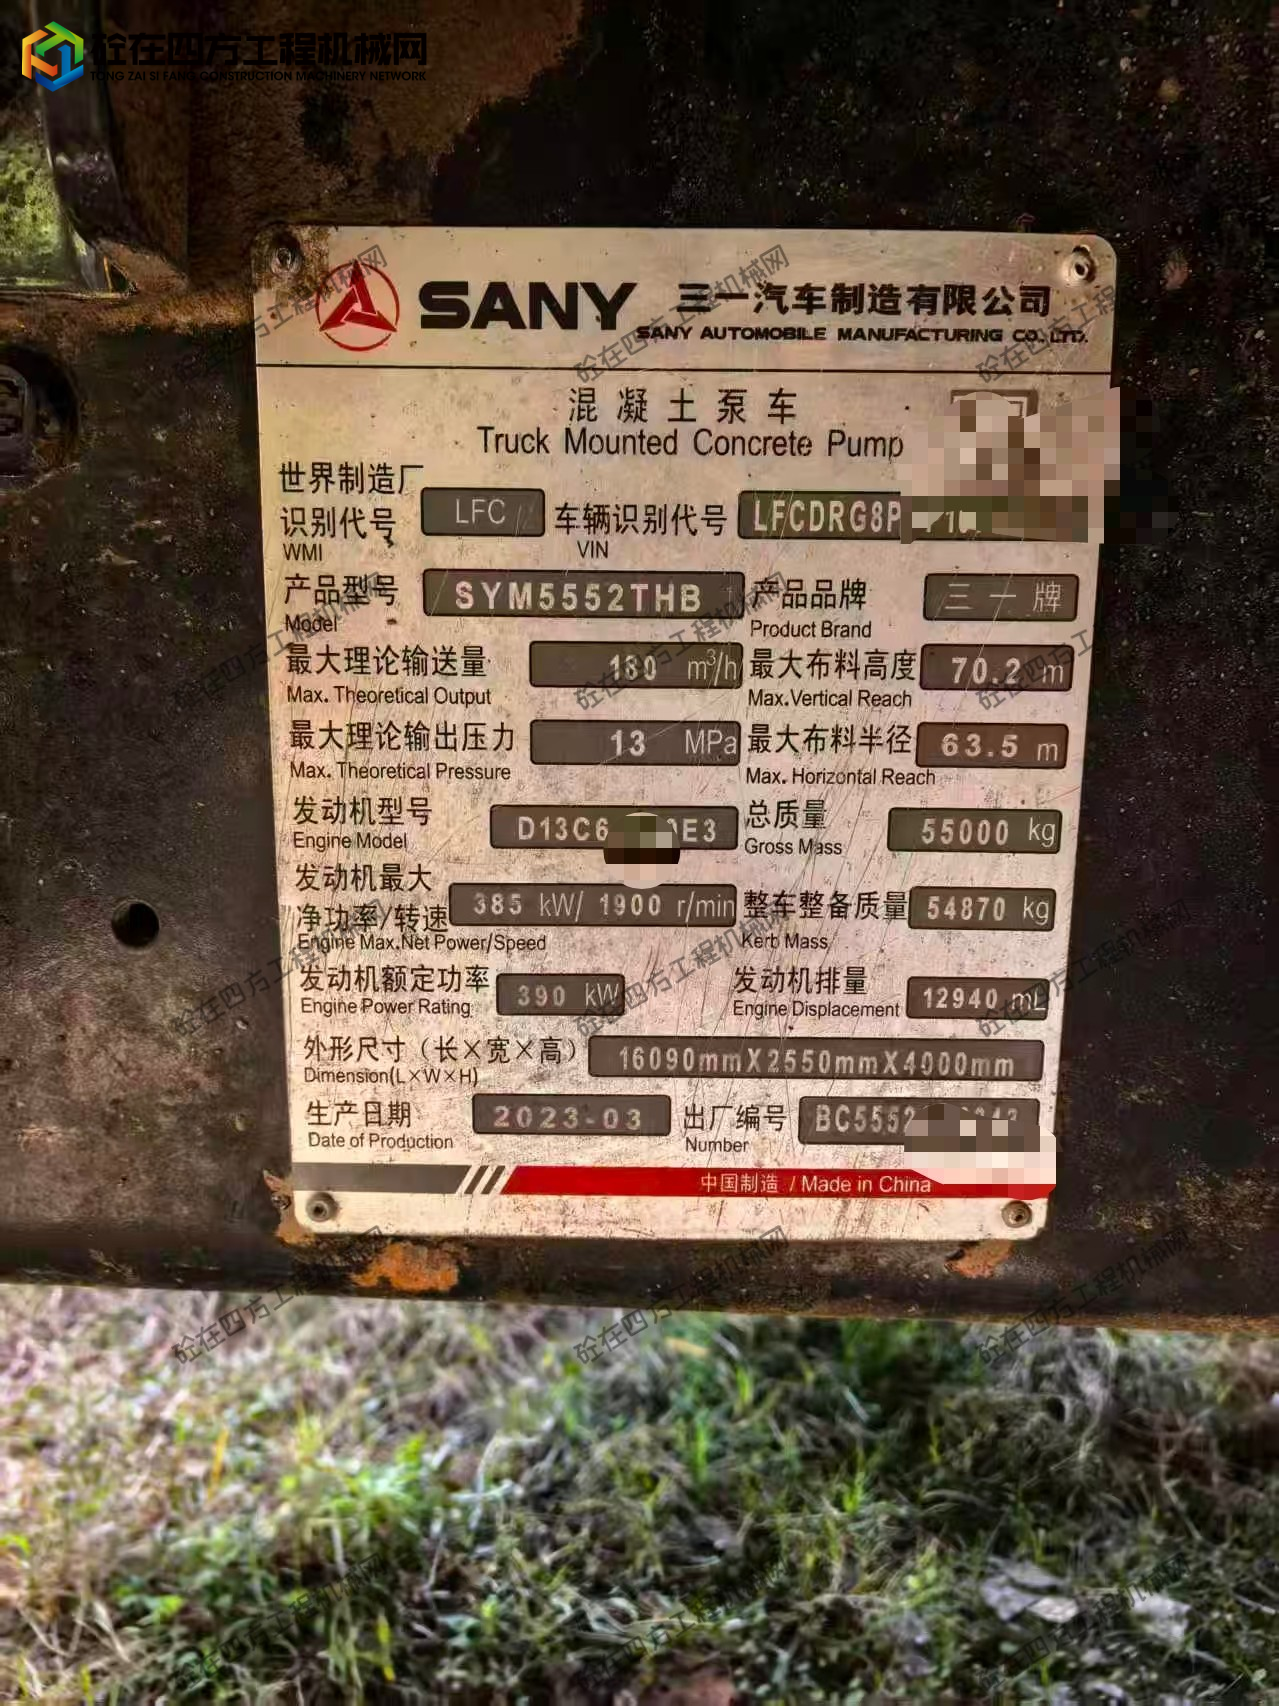 砼在四方工程机械网
TONG ZAI SI FANG CONSTRUCTION MACHINERY NETWORK
SANY 三一汽车制造有限公司
SANY AUTOMOBILE MANUFACTURING CO., LTD.
混凝土泵车
Truck Mounted Concrete Pump
世界制造厂
识别代号 LFC 车辆识别代号 LFCDRG8P
WMI VIN
产品型号 SYM5552THB 产品品牌 三一牌
Model Product Brand
最大理论输送量 m³/h 最大布料高度 70.2 m
Max. Theoretical Output Max.Vertical Reach
最大理论输出压力 13 MPa 最大布料半径 63.5 m
Max. Theoretical Pressure Max. Horizontal Reach
发动机型号 D13C6 0E3 总质量 55000 kg
Engine Model Gross Mass
发动机最大
净功率/转速 385 kW/ 1900 r/min 整车整备质量 54870 kg
Engine Max.Net Power/Speed Kerb Mass
发动机额定功率 390 kW 发动机排量 12940 mL
Engine Power Rating Engine Displacement
外形尺寸（长×宽×高） 16090mmX2550mmX4000mm
Dimension(L×W×H)
生产日期 2023-03 出厂编号 BC5552
Date of Production Number
中国制造 / Made in China